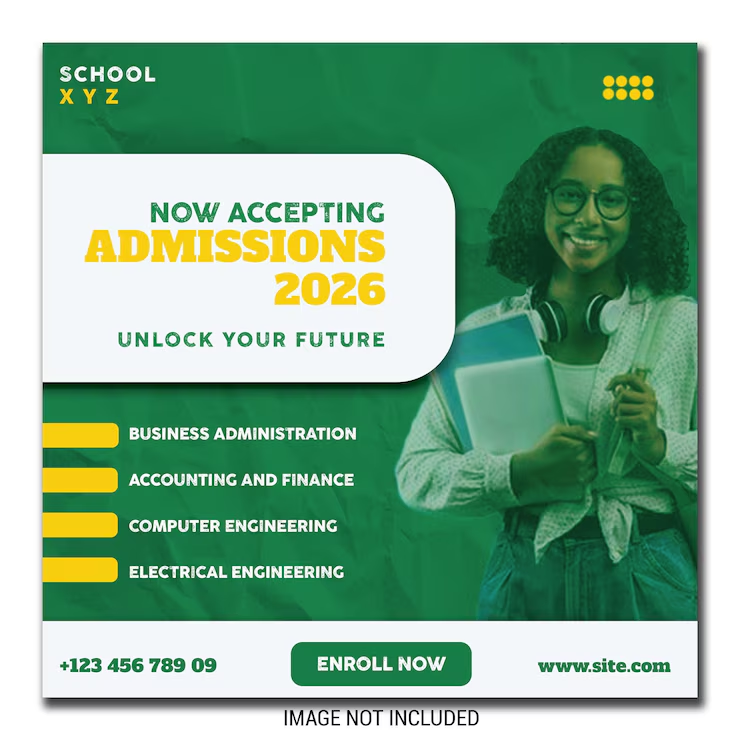 SCHOOL
XYZ
NOW ACCEPTING
ADMISSIONS
2026
UNLOCK YOUR FUTURE
BUSINESS ADMINISTRATION
ACCOUNTING AND FINANCE
COMPUTER ENGINEERING
ELECTRICAL ENGINEERING
+123 456 789 09
ENROLL NOW
www.site.com
IMAGE NOT INCLUDED